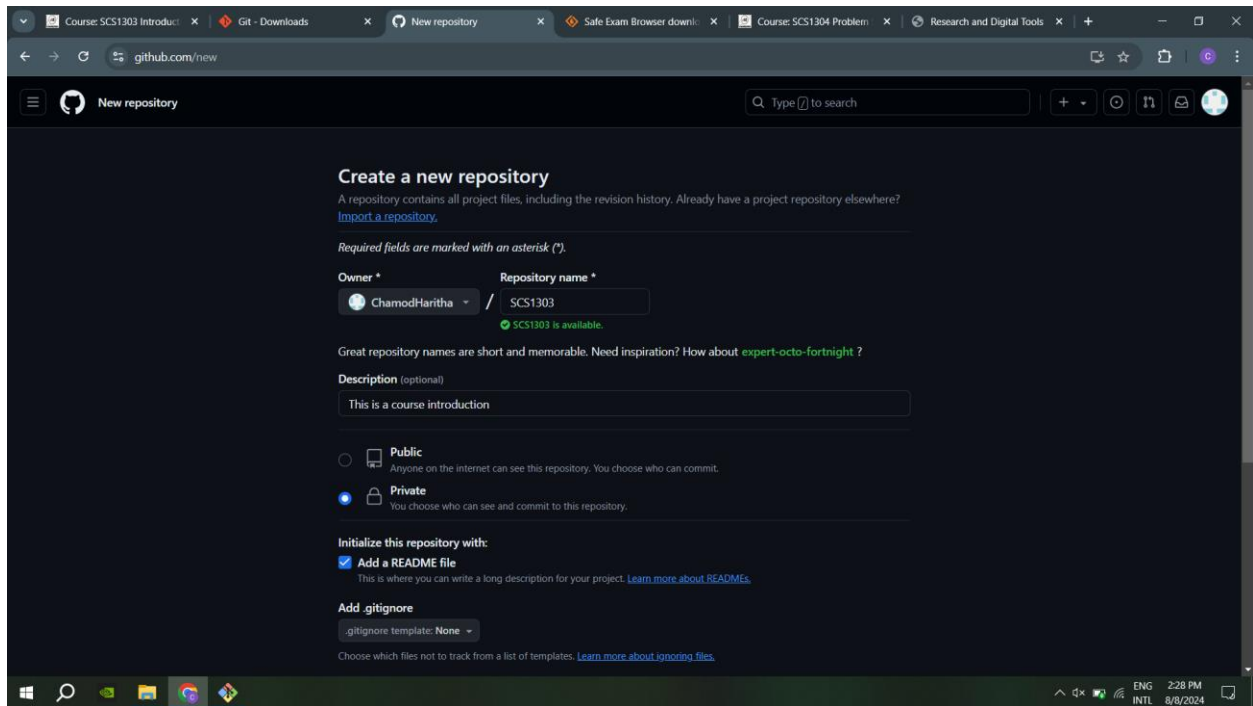 Course: SCS1303 Introduct
Git - Downloads
New repository
Safe Exam Browser downlo
Course: SCS1304 Problem
Research and Digital Tools
github.com/new
C
New repository
Type / to search
Create a new repository
A repository contains all project files, including the revision history. Already have a project repository elsewhere?
Import a repository.
Required fields are marked with an asterisk (*).
Owner *
Repository name *
ChamodHaritha / SCS1303
SCS1303 is available.
Great repository names are short and memorable. Need inspiration? How about expert-octo-fortnight ?
Description (optional)
This is a course introduction
Public
Anyone on the internet can see this repository. You choose who can commit.
Private
You choose who can see and commit to this repository.
Initialize this repository with:
Add a README file
This is where you can write a long description for your project. Learn more about READMEs.
Add .gitignore
.gitignore template: None
Choose which files not to track from a list of templates. Learn more about ignoring files.
ENG
INTL
2:28 PM
8/8/2024